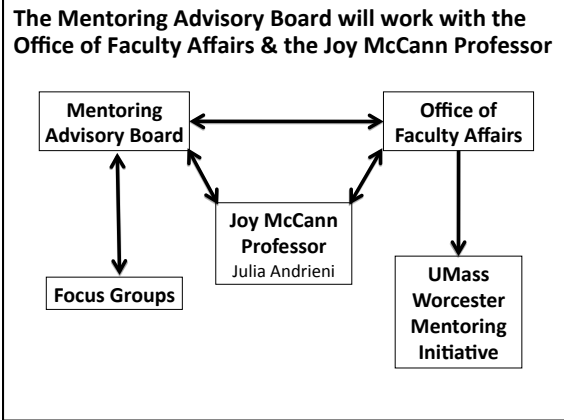 The Mentoring Advisory Board will work with the
Office of Faculty Affairs & the Joy McCann Professor
Mentoring
Advisory Board
Office of
Faculty Affairs
Joy McCann
Professor
Julia Andrieni
Focus Groups
UMass
Worcester
Mentoring
Initiative